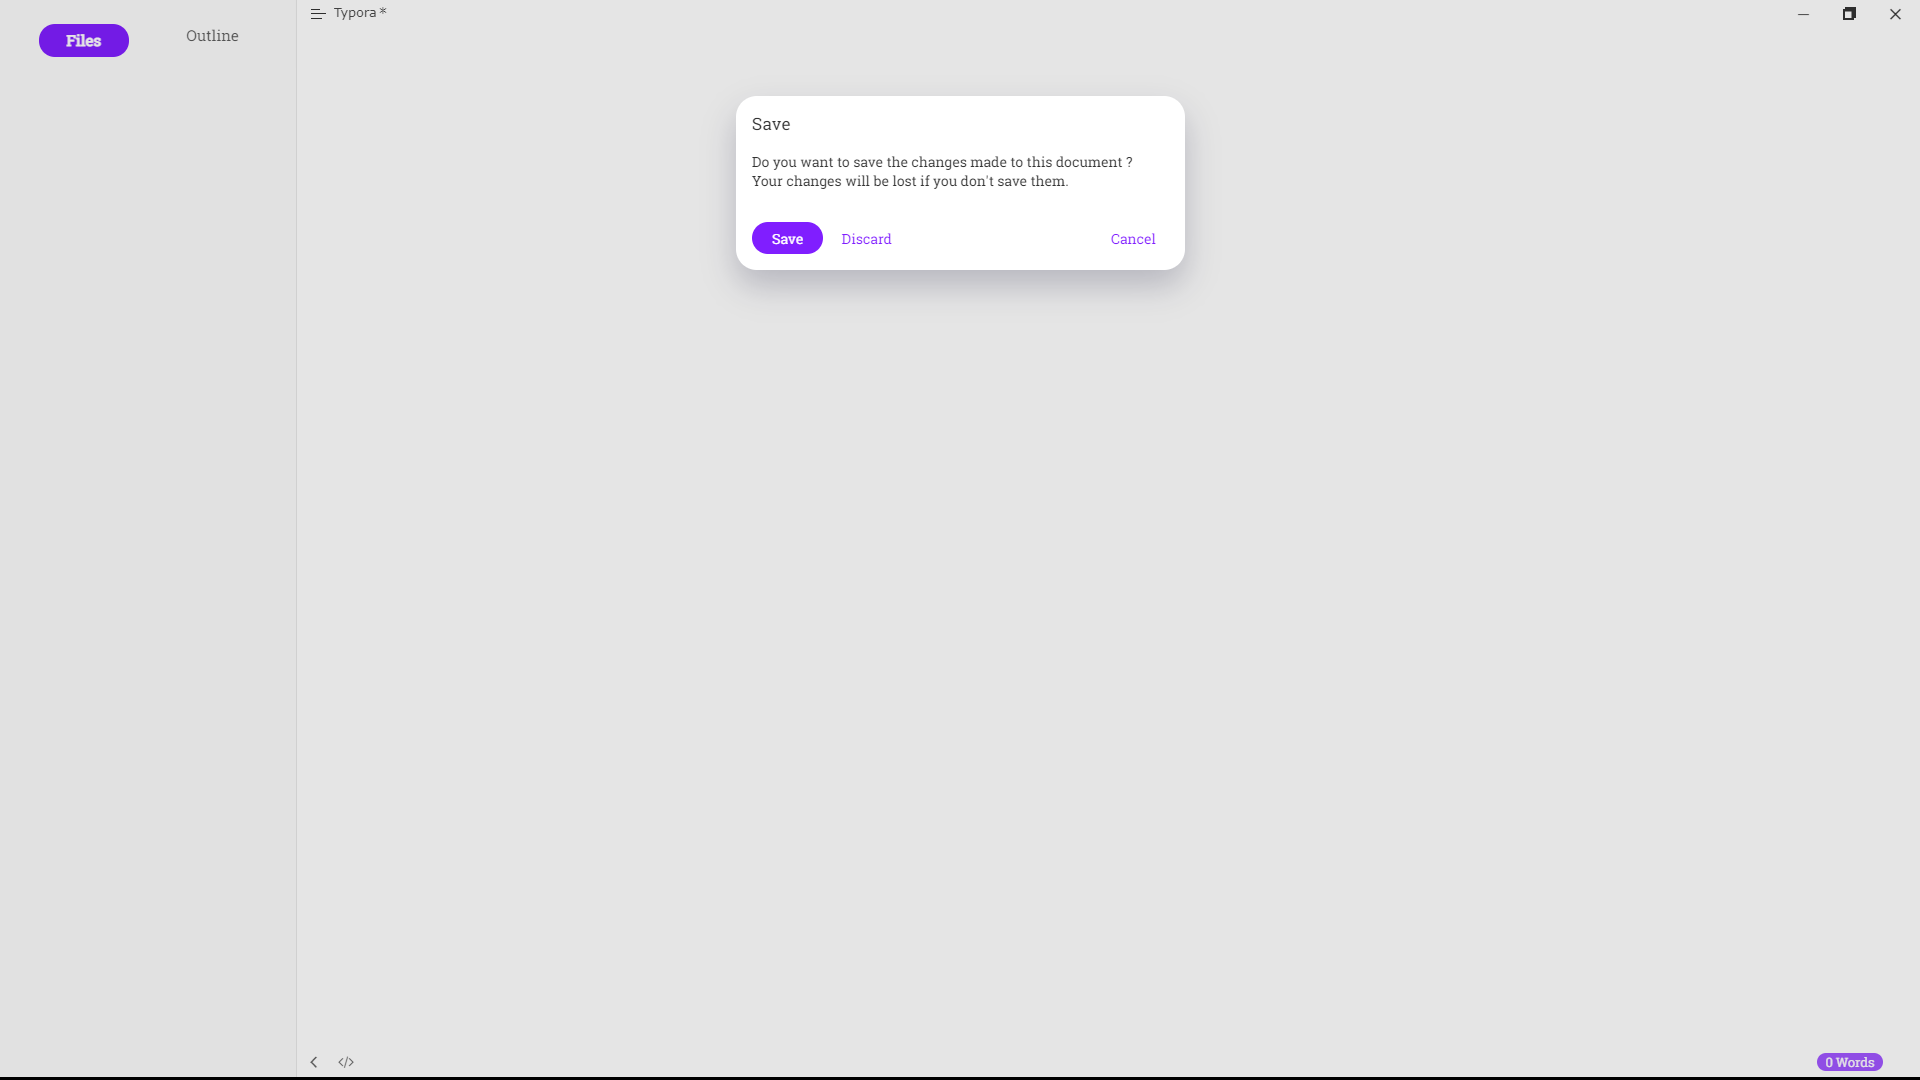 Files
Outline
Typora*
Save
Do you want to save the changes made to this document ?
Your changes will be lost if you don't save them.
Save
Discard
Cancel
</>
0 Words